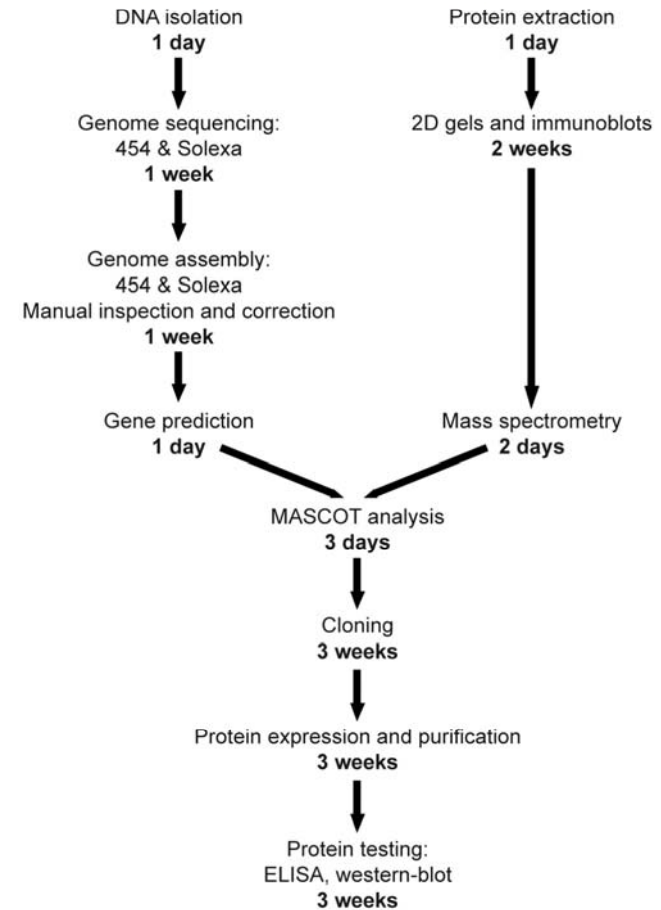 DNA isolation
1 day
Genome sequencing:
454 & Solexa
1 week
Genome assembly:
454 & Solexa
Manual inspection and correction
1 week
Gene prediction
1 day
Protein extraction
1 day
2D gels and immunoblots
2 weeks
Mass spectrometry
2 days
MASCOT analysis
3 days
Cloning
3 weeks
Protein expression and purification
3 weeks
Protein testing:
ELISA, western-blot
3 weeks